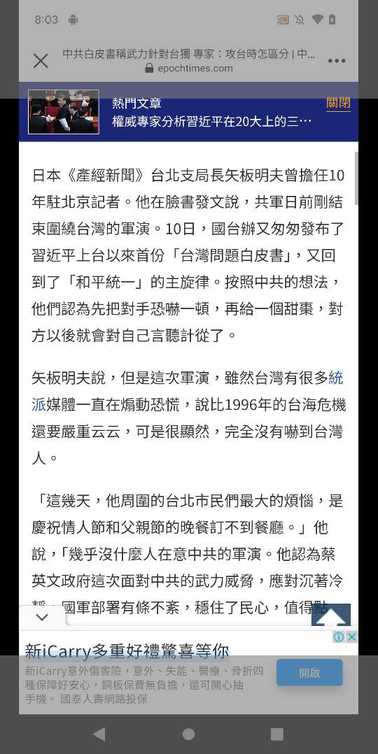 8:03
中共白皮書稱武力針對台獨 專家：攻台時怎區分 | 中...
epochtimes.com
熱門文章
關閉
權威專家分析習近平在20大上的三⋯
日本《產經新聞》台北支局長矢板明夫曾擔任10
年駐北京記者。他在臉書發文說，共軍日前剛結
束圍繞台灣的軍演。10日，國台辦又匆匆發布了
習近平上台以來首份「台灣問題白皮書」，又回
到了「和平統一」的主旋律。按照中共的想法，
他們認為先把對手恐嚇一頓，再給一個甜棗，對
方以後就會對自己言聽計從了。
矢板明夫說，但是這次軍演，雖然台灣有很多統
派媒體一直在煽動恐慌，說比1996年的台海危機
還要嚴重云云，可是很顯然，完全沒有嚇到台灣
人。
「這幾天，他周圍的台北市民們最大的煩惱，是
慶祝情人節和父親節的晚餐訂不到餐廳。」他
說，「幾乎沒什麼人在意中共的軍演。他認為蔡
英文政府這次面對中共的武力威脅，應對沉著冷
國軍部署有條不紊，穩住了民心，值得
新iCarry多重好禮驚喜等你
新iCarry意外傷害險，意外、失能、醫療、骨折四
種保障好安心，銅板保費無負擔，還可開心抽
手機。 國泰人壽網路投保
開啟